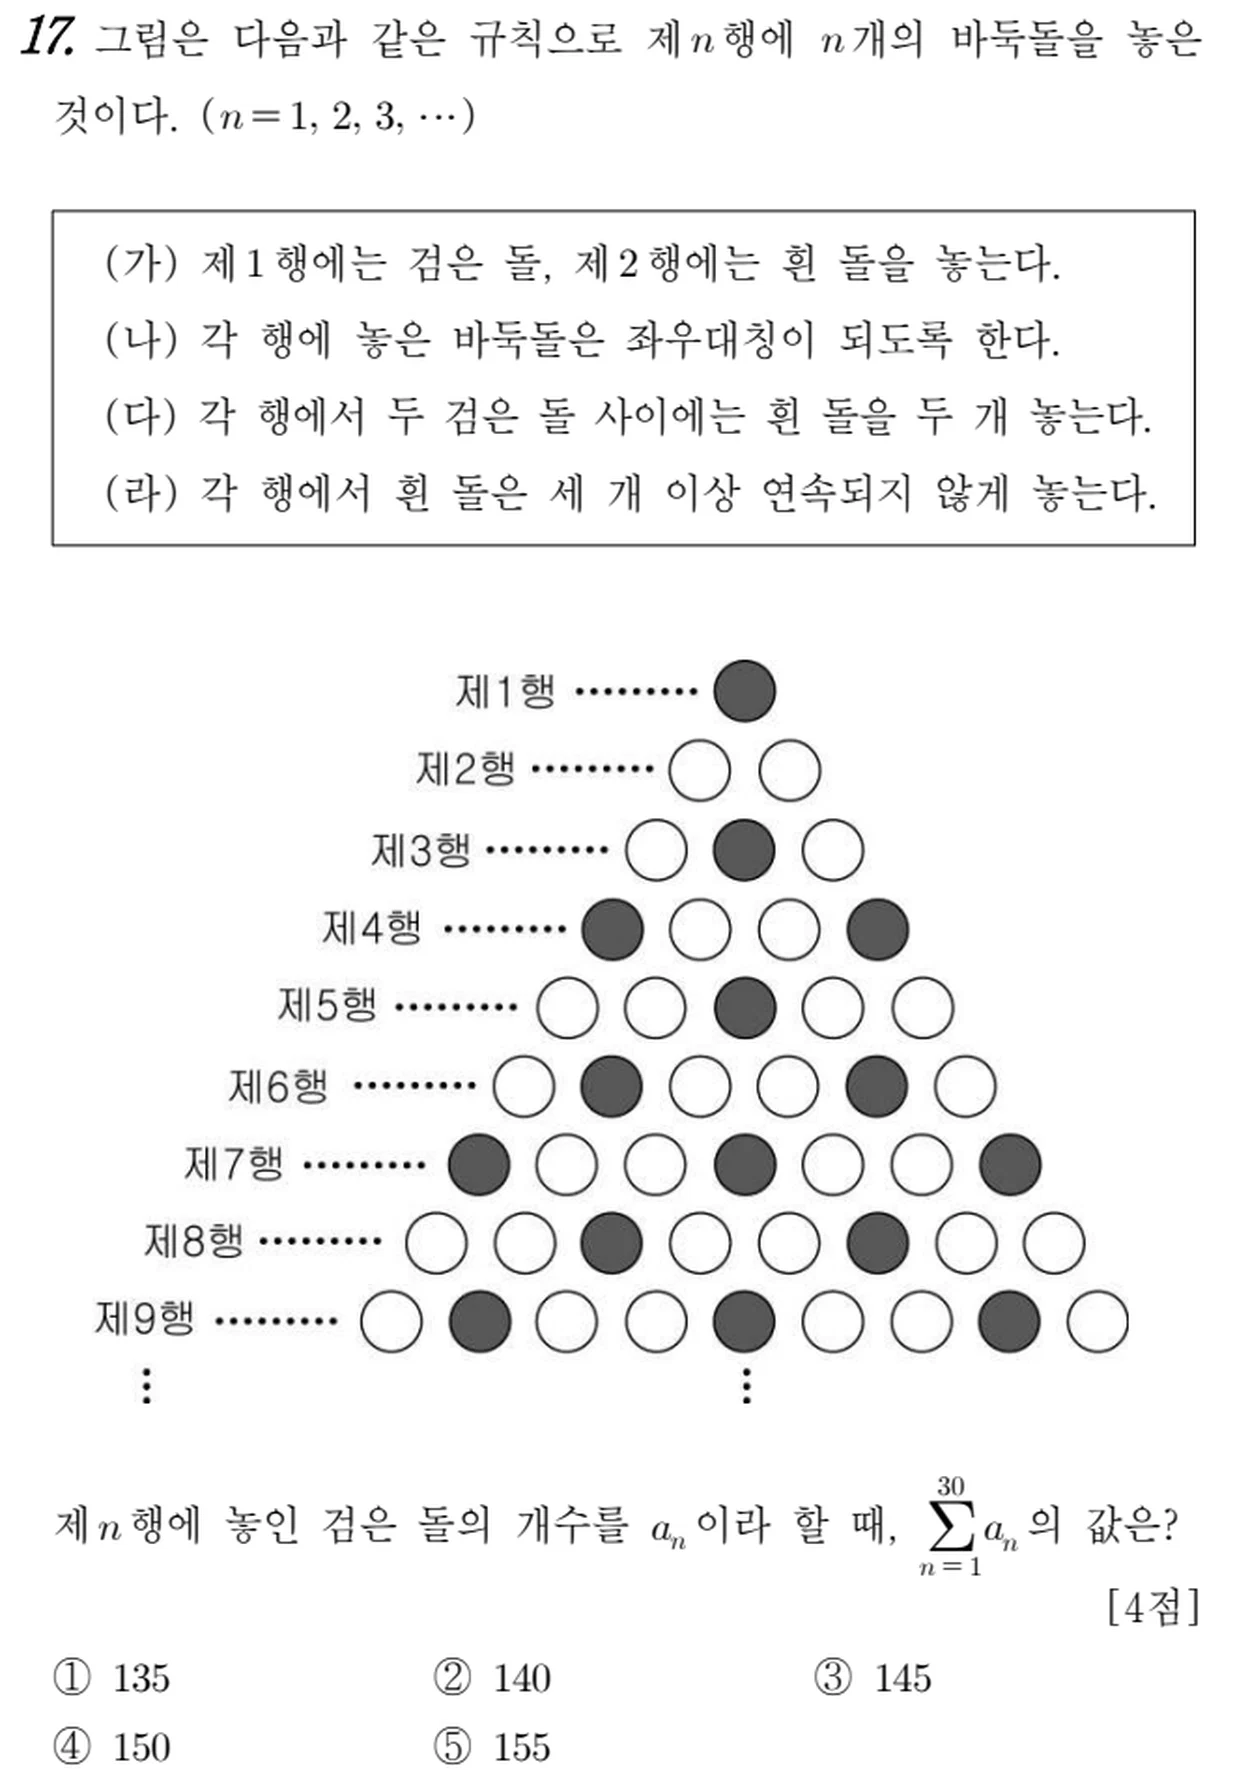 17. 그림은 다음과 같은 규칙으로 제n행에 n개의 바둑돌을 놓은
것이다. (n=1, 2, 3, ⋯)
(가) 제1행에는 검은 돌, 제2행에는 흰 돌을 놓는다.
(나) 각 행에 놓은 바둑돌은 좌우대칭이 되도록 한다.
(다) 각 행에서 두 검은 돌 사이에는 흰 돌을 두 개 놓는다.
(라) 각 행에서 흰 돌은 세 개 이상 연속되지 않게 놓는다.
제1행 ⋯⋯⋯
제2행 ⋯⋯⋯
제3행 ⋯⋯⋯
제4행 ⋯⋯⋯
제5행 ⋯⋯⋯
제6행 ⋯⋯⋯
제7행 ⋯⋯⋯
제8행 ⋯⋯⋯
제9행 ⋯⋯⋯
⋮ ⋮
제n행에 놓인 검은 돌의 개수를 aₙ이라 할 때, ∑_{n=1}^{30} aₙ의 값은?
[4점]
① 135 ② 140 ③ 145
④ 150 ⑤ 155